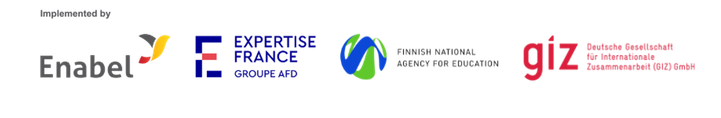 Implemented by
Enabel
EXPERTISE
FRANCE
GROUPE AFD
FINNISH NATIONAL
AGENCY FOR EDUCATION
giz
Deutsche Gesellschaft
für Internationale
Zusammenarbeit (GIZ) GmbH